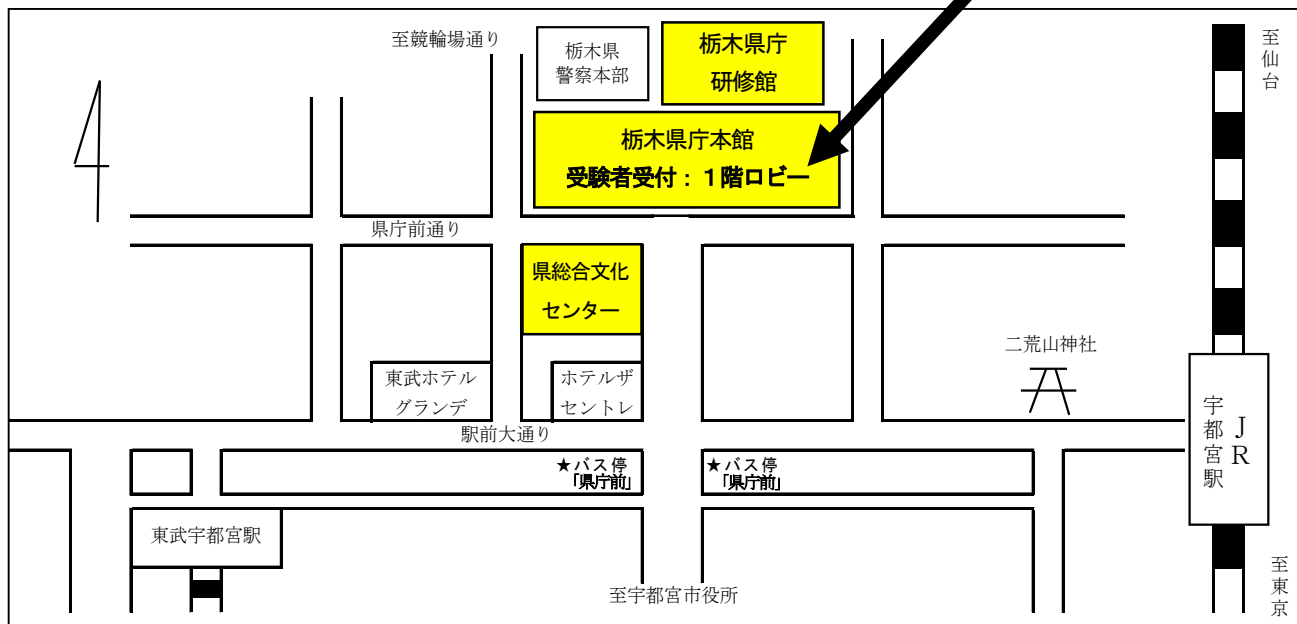 至競輪場通り
栃木県
警察本部
栃木県庁
研修館
至仙台
栃木県庁本館
受験者受付：１階ロビー
県庁前通り
県総合文化
センター
二荒山神社
東武ホテル
グランデ
ホテルザ
セントレ
ＪＲ
宇都宮駅
駅前大通り
★バス停
「県庁前」
★バス停
「県庁前」
東武宇都宮駅
至宇都宮市役所
至東京